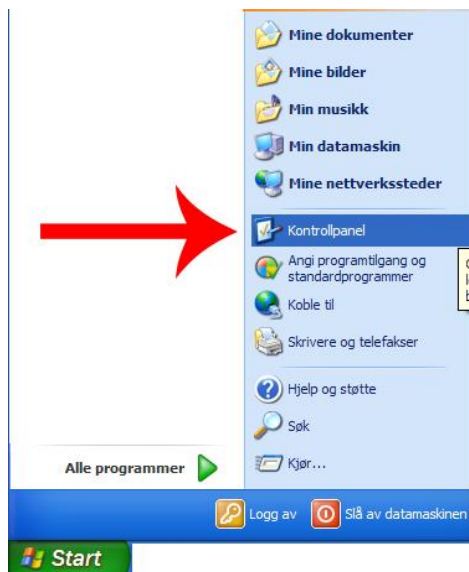 Mine dokumenter
Mine bilder
Min musikk
Min datamaskin
Mine nettverkssteder
Kontrollpanel
Angi programtilgang og
standardprogrammer
Koble til
Skrivere og telefakser
Hjelp og støtte
Søk
Kjør...
Alle programmer
Logg av
Slå av datamaskinen
Start